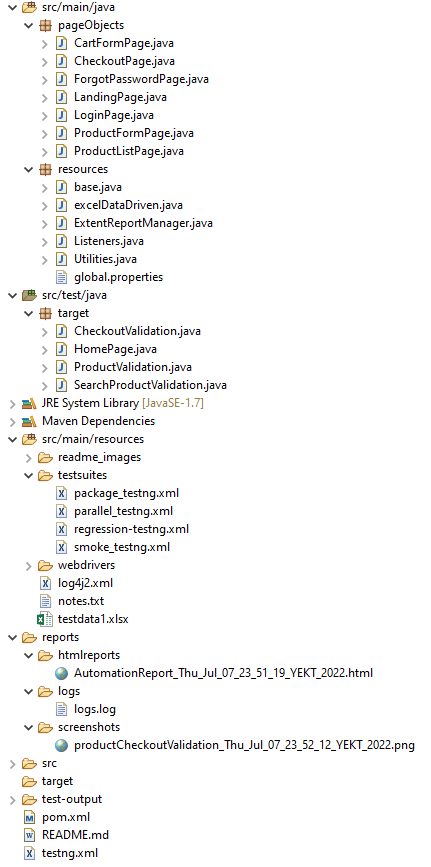 src/main/java
pageObjects
CartFormPage.java
CheckoutPage.java
ForgotPasswordPage.java
LandingPage.java
LoginPage.java
ProductFormPage.java
ProductListPage.java
resources
base.java
excelDataDriven.java
ExtentReportManager.java
Listeners.java
Utilities.java
global.properties
src/test/java
target
CheckoutValidation.java
HomePage.java
ProductValidation.java
SearchProductValidation.java
JRE System Library [JavaSE-1.7]
Maven Dependencies
src/main/resources
readme_images
testsuites
package_testng.xml
parallel_testng.xml
regression-testng.xml
smoke_testng.xml
webdrivers
log4j2.xml
notes.txt
testdata1.xlsx
reports
htmlreports
AutomationReport_Thu_Jul_07_23_51_19_YEKT_2022.html
logs
logs.log
screenshots
productCheckoutValidation_Thu_Jul_07_23_52_12_YEKT_2022.png
src
target
test-output
pom.xml
README.md
testng.xml